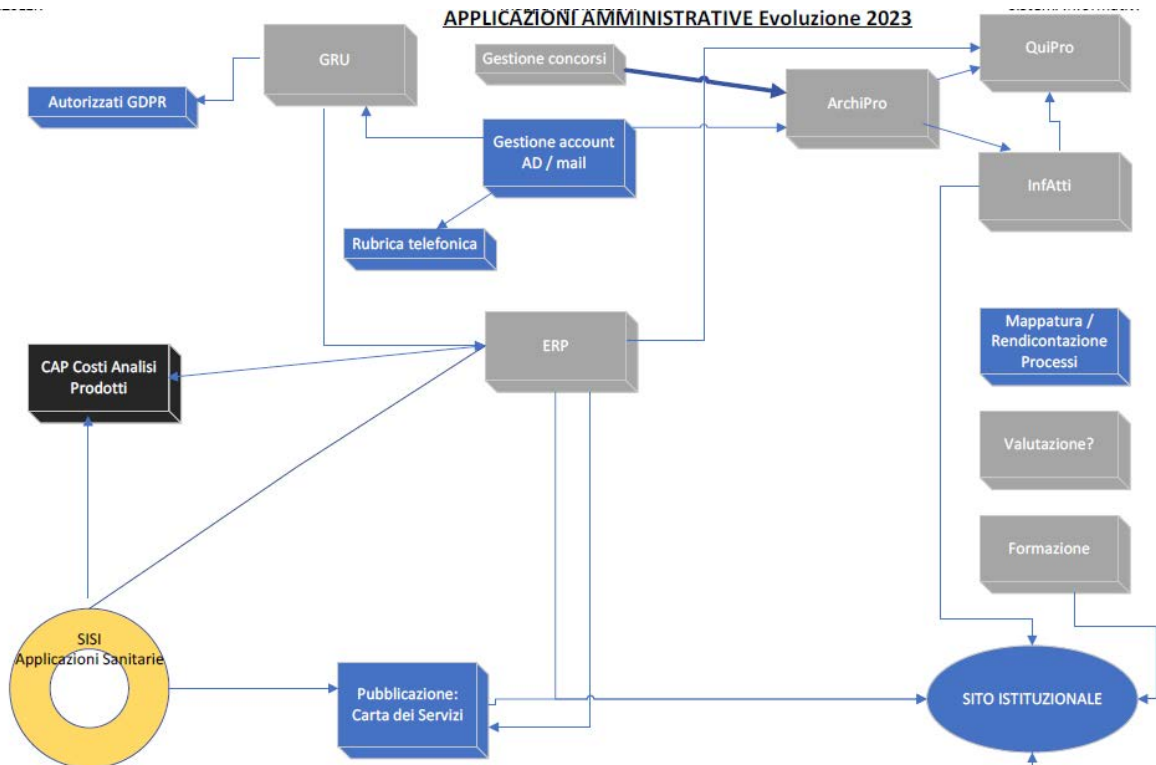 APPLICAZIONI AMMINISTRATIVE Evoluzione 2023
GRU
Gestione concorsi
QuiPro
Autorizzati GDPR
ArchiPro
Gestione account
AD / mail
InfAtti
Rubrica telefonica
Mappatura /
Rendicontazione
Processi
ERP
CAP Costi Analisi
Prodotti
Valutazione?
Formazione
SISI
Applicazioni Sanitarie
Pubblicazione:
Carta dei Servizi
SITO ISTITUZIONALE